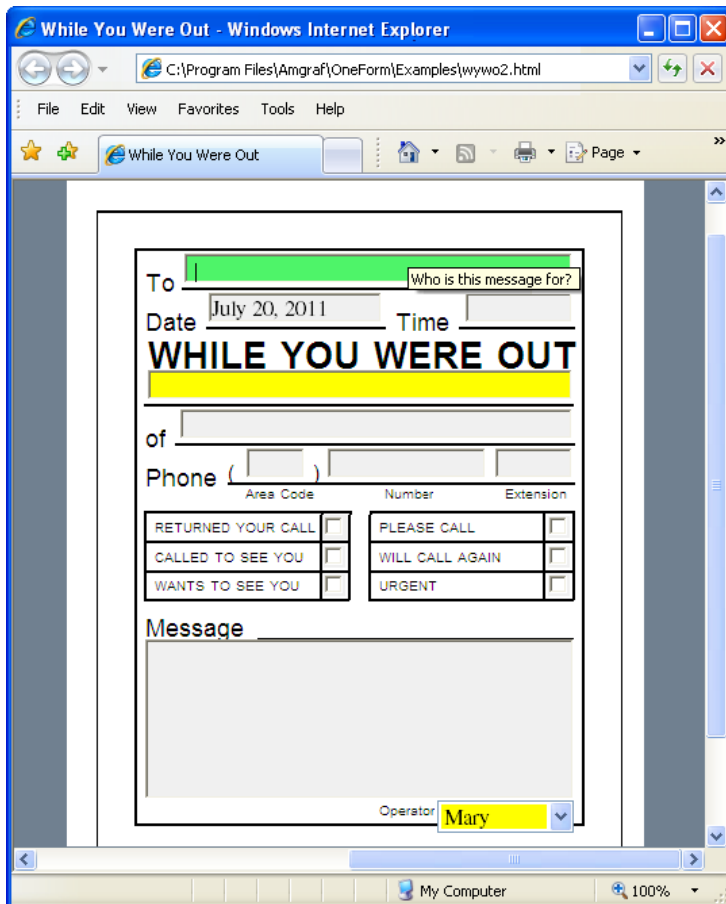 While You Were Out - Windows Internet Explorer
C:\Program Files\Amgraf\OneForm\Examples\wywo2.html
File Edit View Favorites Tools Help
While You Were Out Page »
To
Who is this message for?
Date July 20, 2011 Time
WHILE YOU WERE OUT
of
Phone ( )
Area Code Number Extension
RETURNED YOUR CALL PLEASE CALL
CALLED TO SEE YOU WILL CALL AGAIN
WANTS TO SEE YOU URGENT
Message
Operator Mary
My Computer 100%